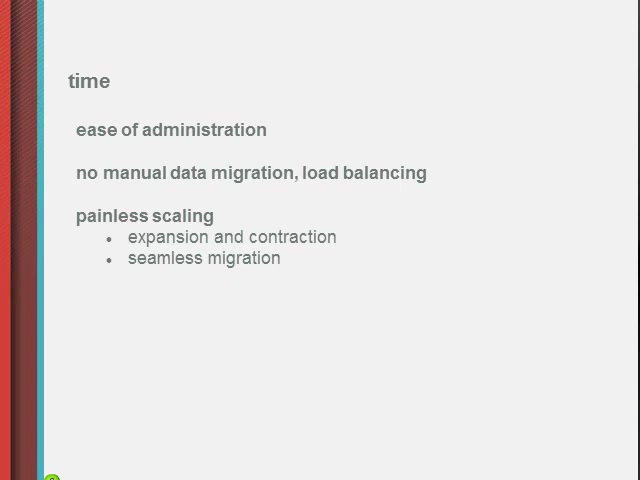 time
ease of administration
no manual data migration, load balancing
painless scaling
• expansion and contraction
• seamless migration